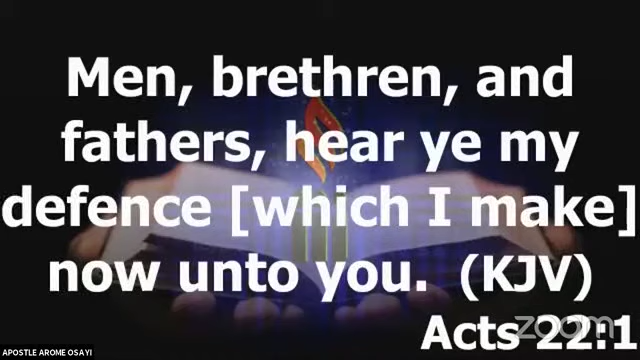 Men, brethren, and
fathers, hear ye my
defence [which I make]
now unto you. (KJV)
Acts 22:1
zoom
APOSTLE AROME OSAYI